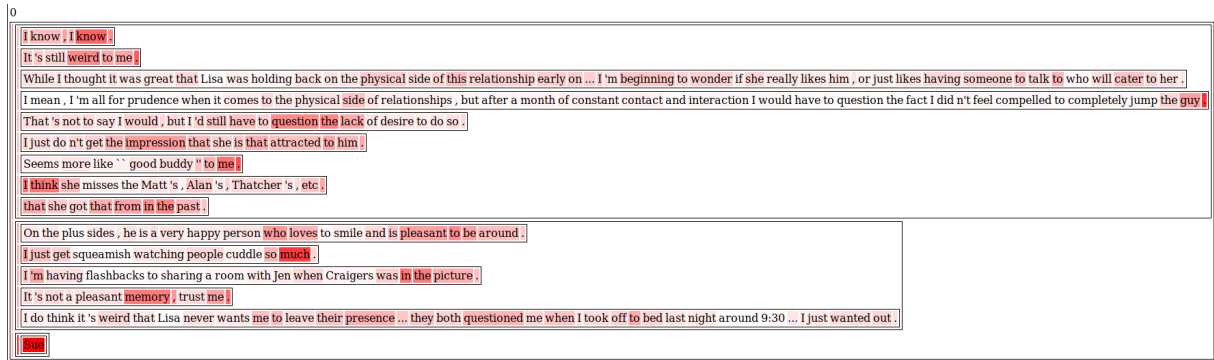 0
I know , I know .
It 's still weird to me .
While I thought it was great that Lisa was holding back on the physical side of this relationship early on ... I 'm beginning to wonder if she really likes him , or just likes having someone to talk to who will cater to her .
I mean , I 'm all for prudence when it comes to the physical side of relationships , but after a month of constant contact and interaction I would have to question the fact I did n't feel compelled to completely jump the guy .
That 's not to say I would , but I 'd still have to question the lack of desire to do so .
I just do n't get the impression that she is that attracted to him .
Seems more like `` good buddy '' to me .
I think she misses the Matt 's , Alan 's , Thatcher 's , etc .
that she got that from in the past .
On the plus sides , he is a very happy person who loves to smile and is pleasant to be around .
I just get squeamish watching people cuddle so much .
I 'm having flashbacks to sharing a room with Jen when Craigers was in the picture .
It 's not a pleasant memory , trust me .
I do think it 's weird that Lisa never wants me to leave their presence ... they both questioned me when I took off to bed last night around 9:30 ... I just wanted out .
Sue